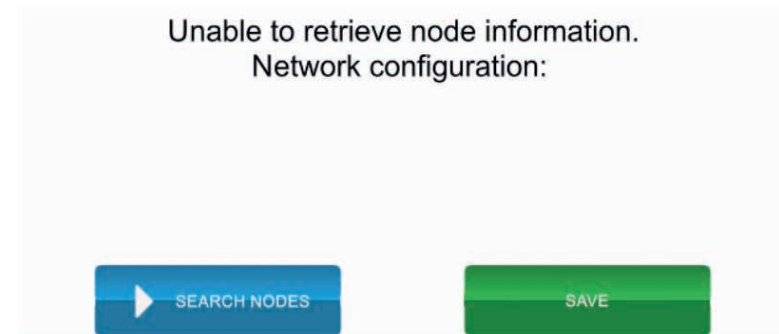 Unable to retrieve node information.
Network configuration:
SEARCH NODES
SAVE